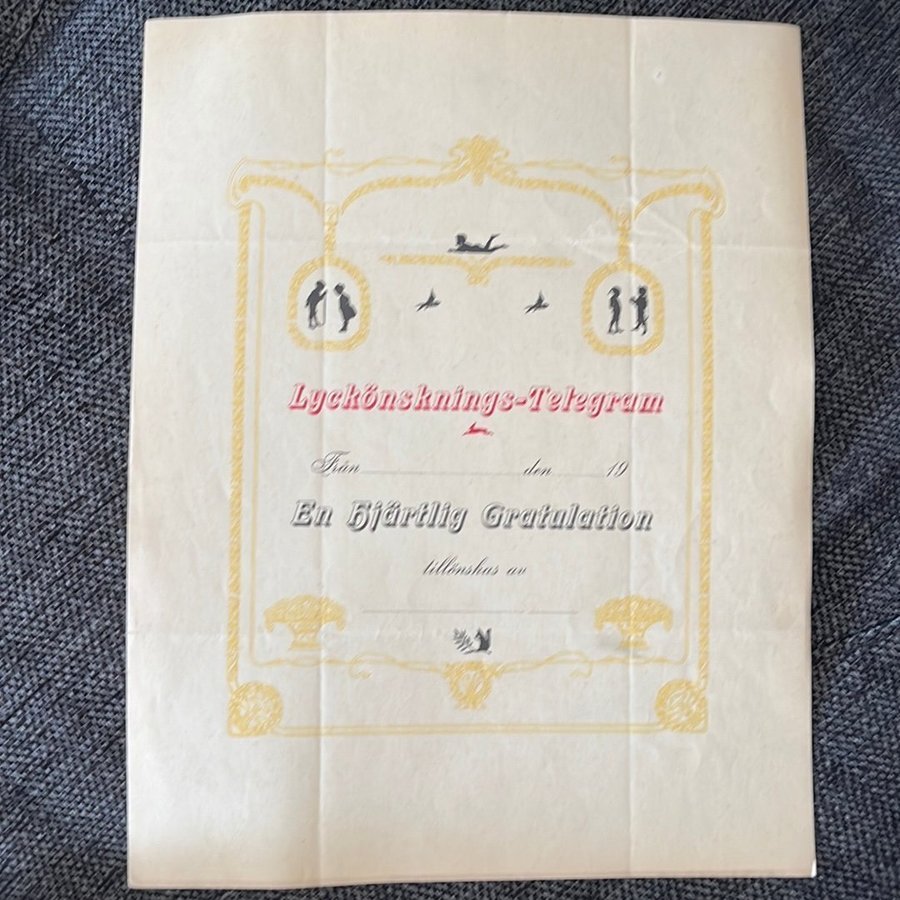 Lyckönsknings-Telegram
Från den 19
En Hjärtlig Gratulation
tillönskas av